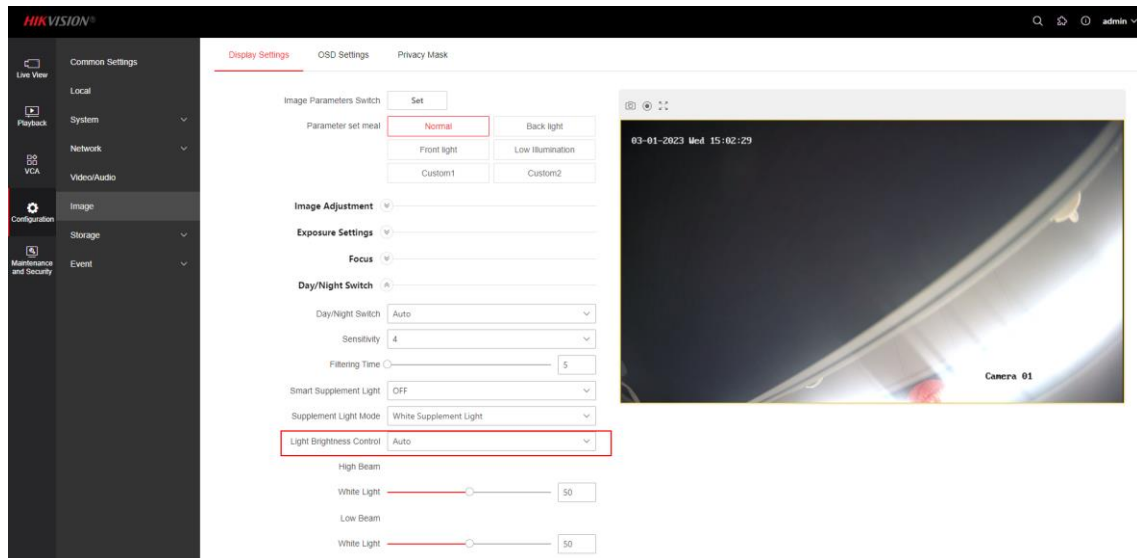 HIKVISION®
admin
Live View
Playback
VCA
Configuration
Maintenance
and Security
Common Settings
Local
System
Network
Video/Audio
Image
Storage
Event
Display Settings
OSD Settings
Privacy Mask
Image Parameters Switch Set
Parameter set meal Normal Back light
Front light Low Illumination
Custom1 Custom2
Image Adjustment
Exposure Settings
Focus
Day/Night Switch
Day/Night Switch Auto
Sensitivity 4
Filtering Time 5
Smart Supplement Light OFF
Supplement Light Mode White Supplement Light
Light Brightness Control Auto
High Beam
White Light 50
Low Beam
White Light 50
03-01-2023 Wed 15:02:29
Camera 01